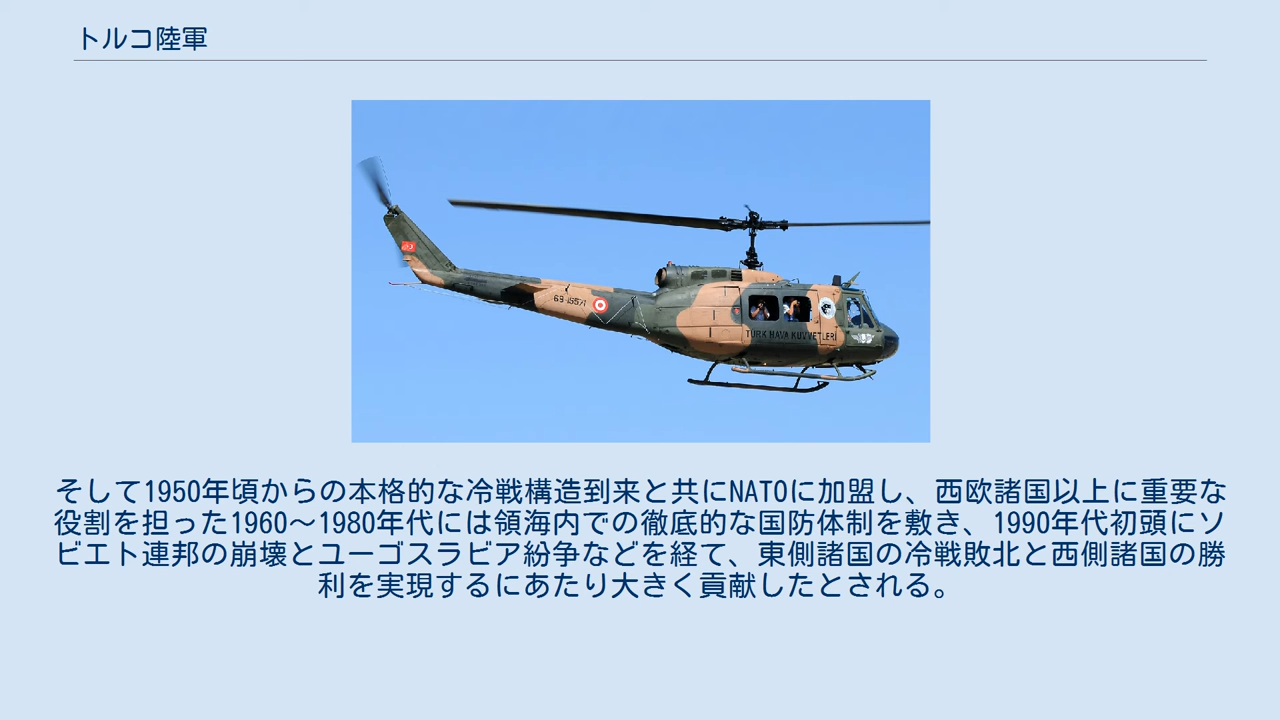 トルコ陸軍
69-15571
TÜRK HAVA KUVVETLERİ
そして1950年頃からの本格的な冷戦構造到来と共にNATOに加盟し、西欧諸国以上に重要な
役割を担った1960～1980年代には領海内での徹底的な国防体制を敷き、1990年代初頭にソ
ビエト連邦の崩壊とユーゴスラビア紛争などを経て、東側諸国の冷戦敗北と西側諸国の勝
利を実現するにあたり大きく貢献したとされる。